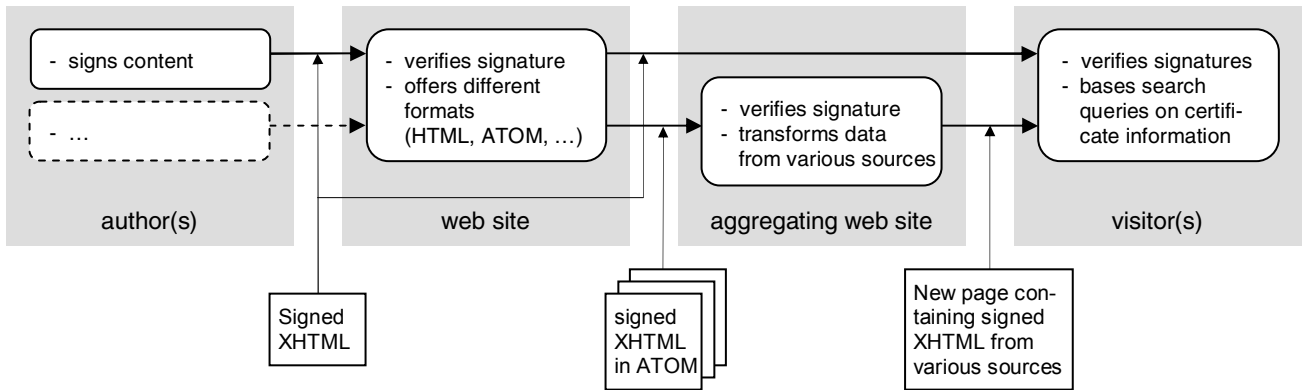 - signs content
- …
author(s)
- verifies signature
- offers different
formats
(HTML, ATOM, …)
web site
- verifies signature
- transforms data
from various sources
aggregating web site
- verifies signatures
- bases search
queries on certifi-
cate information
visitor(s)
Signed
XHTML
signed
XHTML
in ATOM
New page con-
taining signed
XHTML from
various sources